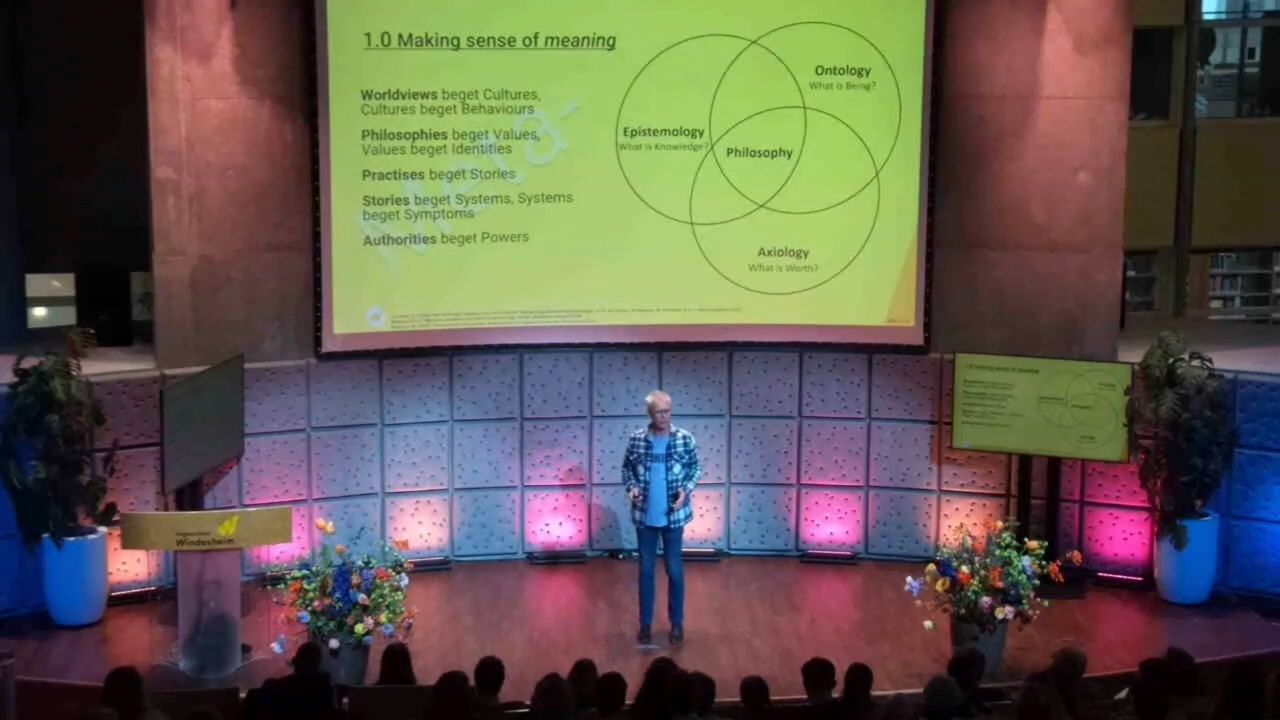 1.0 Making sense of meaning
Worldviews beget Cultures,
Cultures beget Behaviours
Philosophies beget Values,
Values beget Identities
Practises beget Stories
Stories beget Systems, Systems
beget Symptoms
Authorities beget Powers
Meta-
Ontology
What is Being?
Epistemology
What is Knowledge?
Philosophy
Axiology
What is Worth?
Windesheim